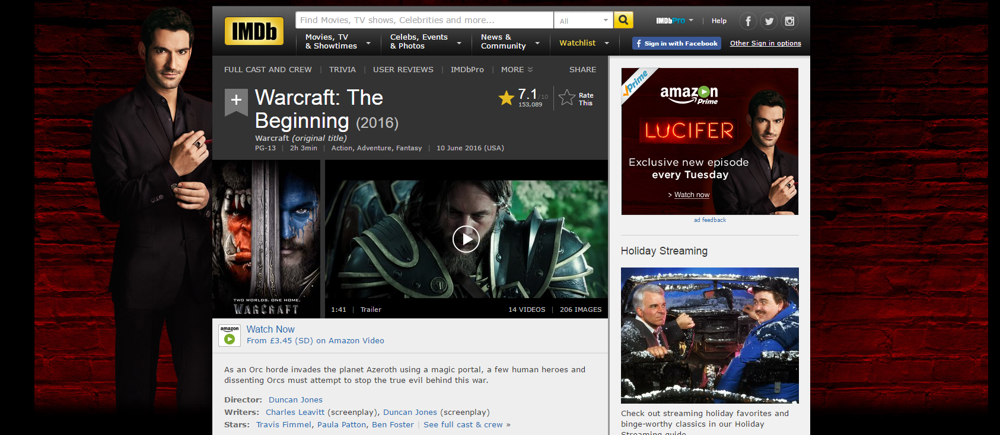 IMDb
Find Movies, TV shows, Celebrities and more...
All
IMDbPro
Help
Movies, TV
& Showtimes
Celebs, Events
& Photos
News &
Community
Watchlist
f Sign in with Facebook
Other Sign in options
FULL CAST AND CREW | TRIVIA | USER REVIEWS | IMDbPro | MORE
SHARE
Warcraft: The
Beginning (2016)
7.1/10
153,089
Rate
This
Warcraft (original title)
PG-13 | 2h 3min | Action, Adventure, Fantasy | 10 June 2016 (USA)
TWO WORLDS. ONE HOME.
WARCRAFT
1:41 | Trailer
14 VIDEOS | 206 IMAGES
amazon
Watch Now
From £3.45 (SD) on Amazon Video
As an Orc horde invades the planet Azeroth using a magic portal, a few human heroes and
dissenting Orcs must attempt to stop the true evil behind this war.
Director: Duncan Jones
Writers: Charles Leavitt (screenplay), Duncan Jones (screenplay)
Stars: Travis Fimmel, Paula Patton, Ben Foster | See full cast & crew »
Prime
amazon
Prime
LUCIFER
Exclusive new episode
every Tuesday
> Watch now
ad feedback
Holiday Streaming
Check out streaming holiday favorites and
binge-worthy classics in our Holiday
Streaming guide